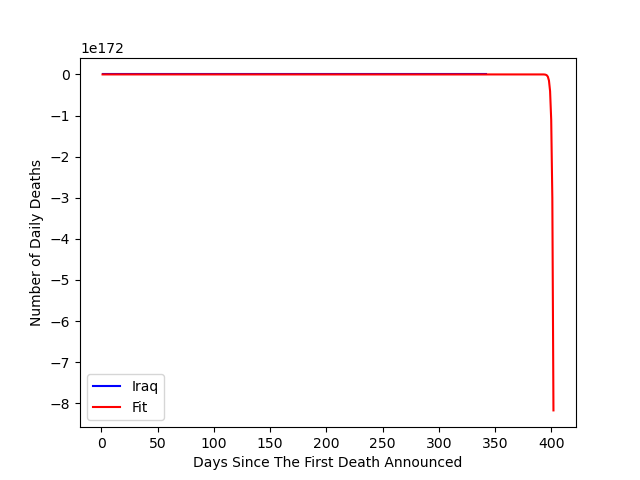 1e172
0
−1
−2
−3
−4
−5
−6
−7
−8
Number of Daily Deaths
Iraq
Fit
0 50 100 150 200 250 300 350 400
Days Since The First Death Announced